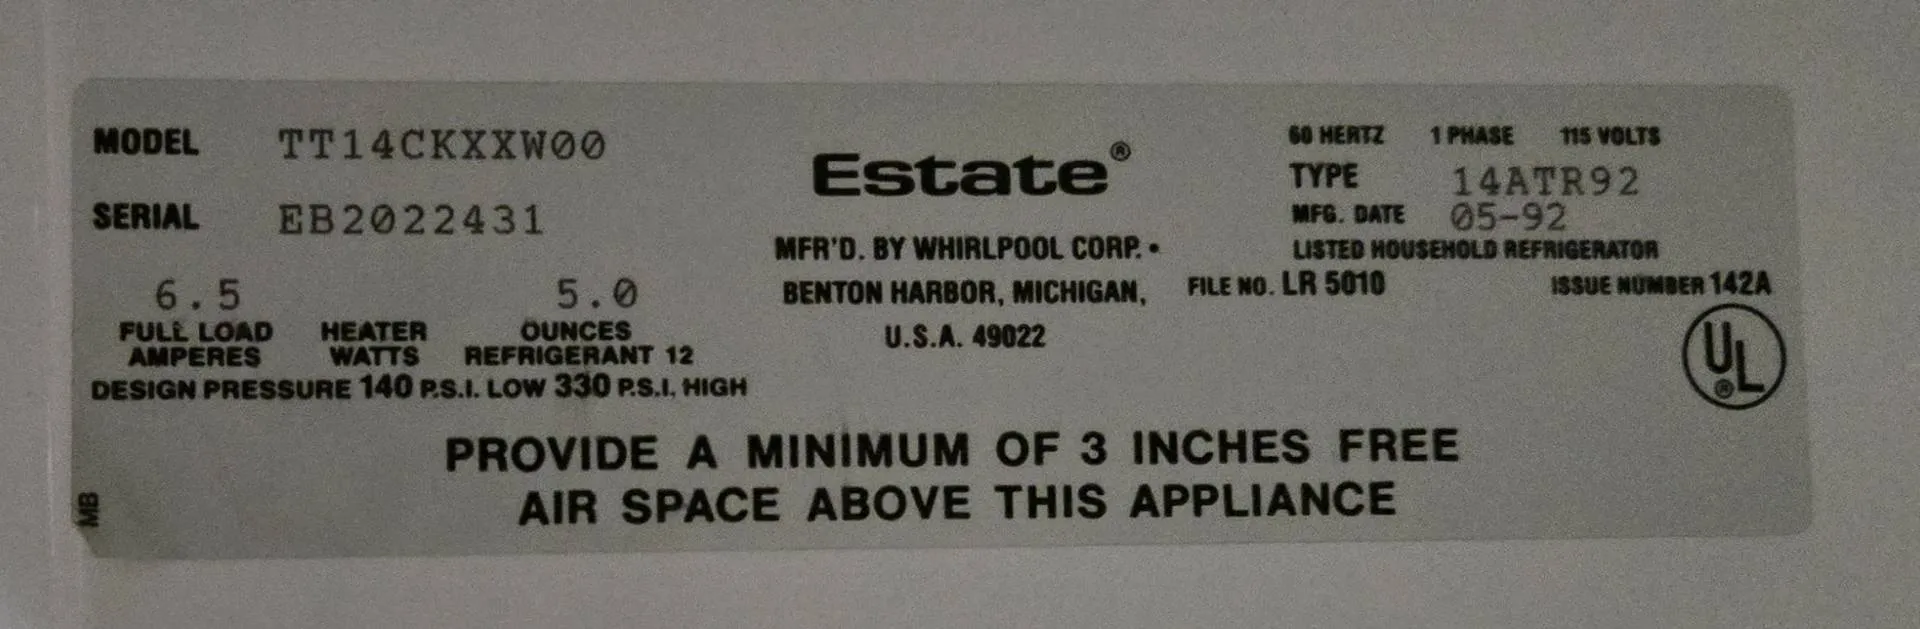 MODEL TT14CKXXW00
SERIAL EB2022431
6.5 5.0
FULL LOAD HEATER OUNCES
AMPERES WATTS REFRIGERANT 12
DESIGN PRESSURE 140 P.S.I. LOW 330 P.S.I. HIGH
Estate®
MFR'D. BY WHIRLPOOL CORP. •
BENTON HARBOR, MICHIGAN,
U.S.A. 49022
60 HERTZ 1 PHASE 115 VOLTS
TYPE 14ATR92
MFG. DATE 05-92
LISTED HOUSEHOLD REFRIGERATOR
FILE NO. LR 5010 ISSUE NUMBER 142A
UL®
PROVIDE A MINIMUM OF 3 INCHES FREE
AIR SPACE ABOVE THIS APPLIANCE
MB